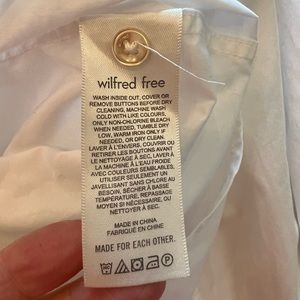 wilfred free
WASH INSIDE OUT, COVER OR
REMOVE BUTTONS BEFORE DRY
CLEANING, MACHINE WASH
COLD WITH LIKE COLOURS,
ONLY NON-CHLORINE BLEACH
WHEN NEEDED, TUMBLE DRY
LOW, WARM IRON ONLY IF
NEEDED, OR DRY CLEAN.
LAVER À L'ENVERS, COUVRIR OU
RETIRER LES BOUTONS AVANT
LE NETTOYAGE À SEC, LAVER À
LA MACHINE À L'EAU FROIDE
AVEC COULEURS SEMBLABLES,
UTILISER SEULEMENT UN
JAVELLISANT SANS CHLORE AU
BESOIN, SÉCHER À BASSE
TEMPÉRATURE, REPASSAGE
MOYEN SI NÉCESSAIRE, OU
NETTOYER À SEC.
MADE IN CHINA
FABRIQUÉ EN CHINE
MADE FOR EACH OTHER.